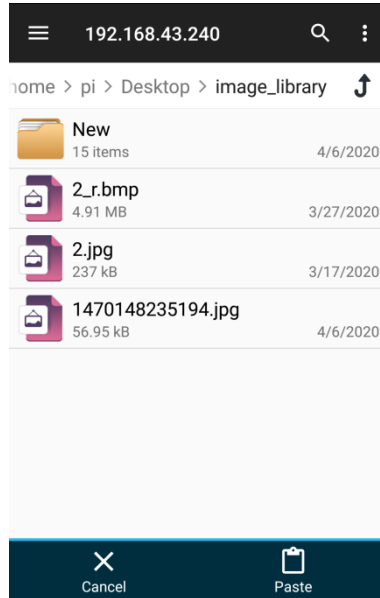 192.168.43.240
home > pi > Desktop > image_library
New
15 items 4/6/2020
2_r.bmp
4.91 MB 3/27/2020
2.jpg
237 kB 3/17/2020
1470148235194.jpg
56.95 kB 4/6/2020
Cancel Paste